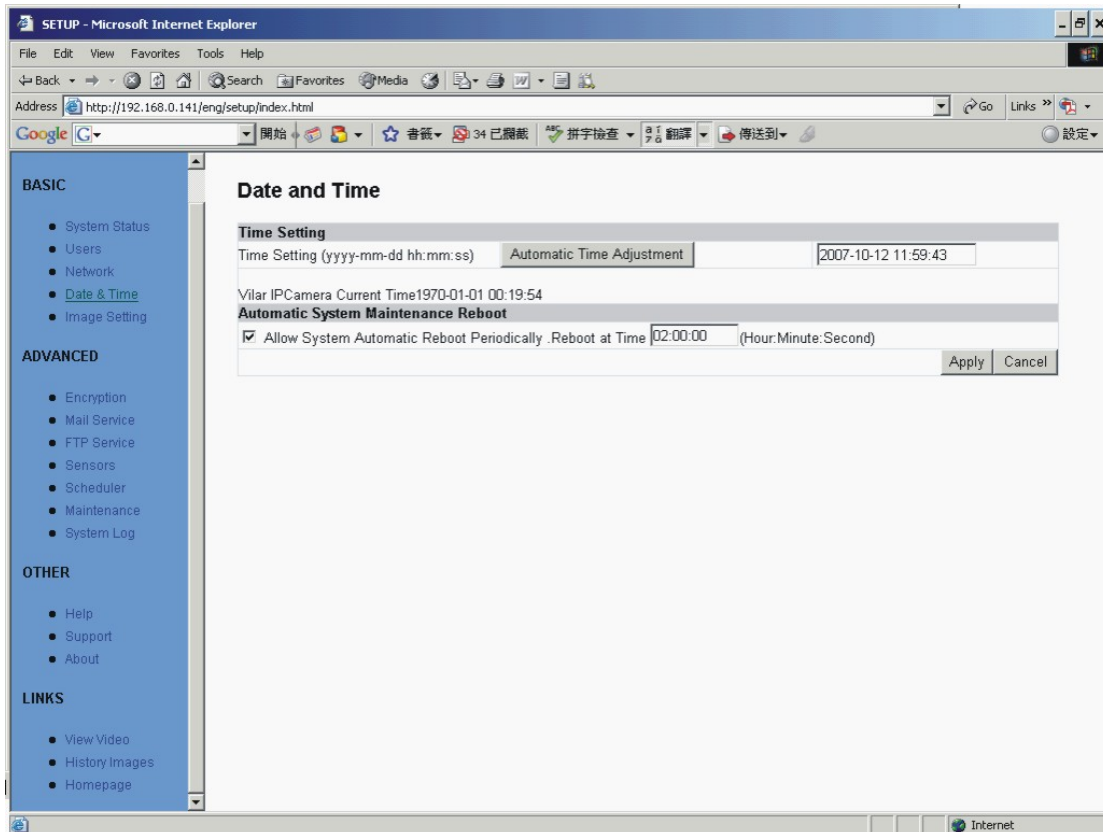 SETUP - Microsoft Internet Explorer
File Edit View Favorites Tools Help
Back Search Favorites Media
Address http://192.168.0.141/eng/setup/index.html Go Links »
Google G 開始 書籤 34 已攔截 ABC 拼字檢查 翻譯 傳送到 設定
BASIC
System Status
Users
Network
Date & Time
Image Setting
ADVANCED
Encryption
Mail Service
FTP Service
Sensors
Scheduler
Maintenance
System Log
OTHER
Help
Support
About
LINKS
View Video
History Images
Homepage
Date and Time
Time Setting
Time Setting (yyyy-mm-dd hh:mm:ss) Automatic Time Adjustment 2007-10-12 11:59:43
Vilar IPCamera Current Time1970-01-01 00:19:54
Automatic System Maintenance Reboot
Allow System Automatic Reboot Periodically .Reboot at Time 02:00:00 (Hour:Minute:Second)
Apply Cancel
Internet